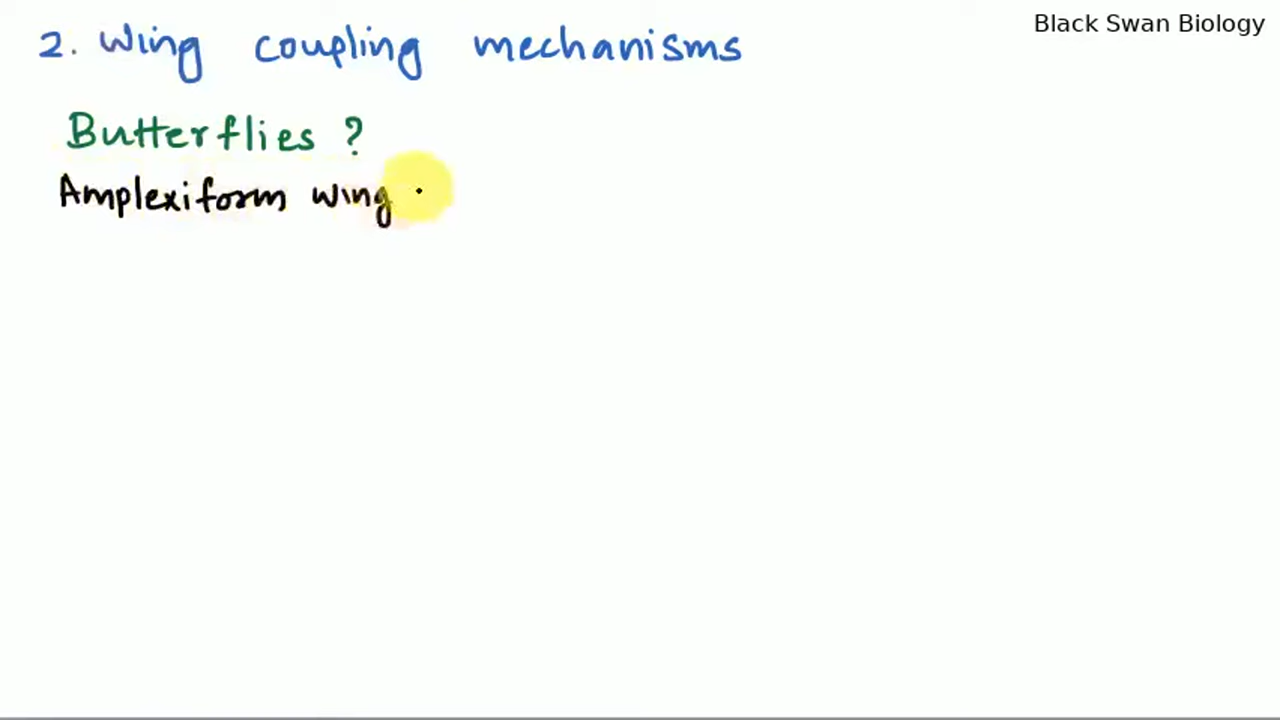 Black Swan Biology
2. Wing coupling mechanisms
Butterflies ?
Amplexiform wing